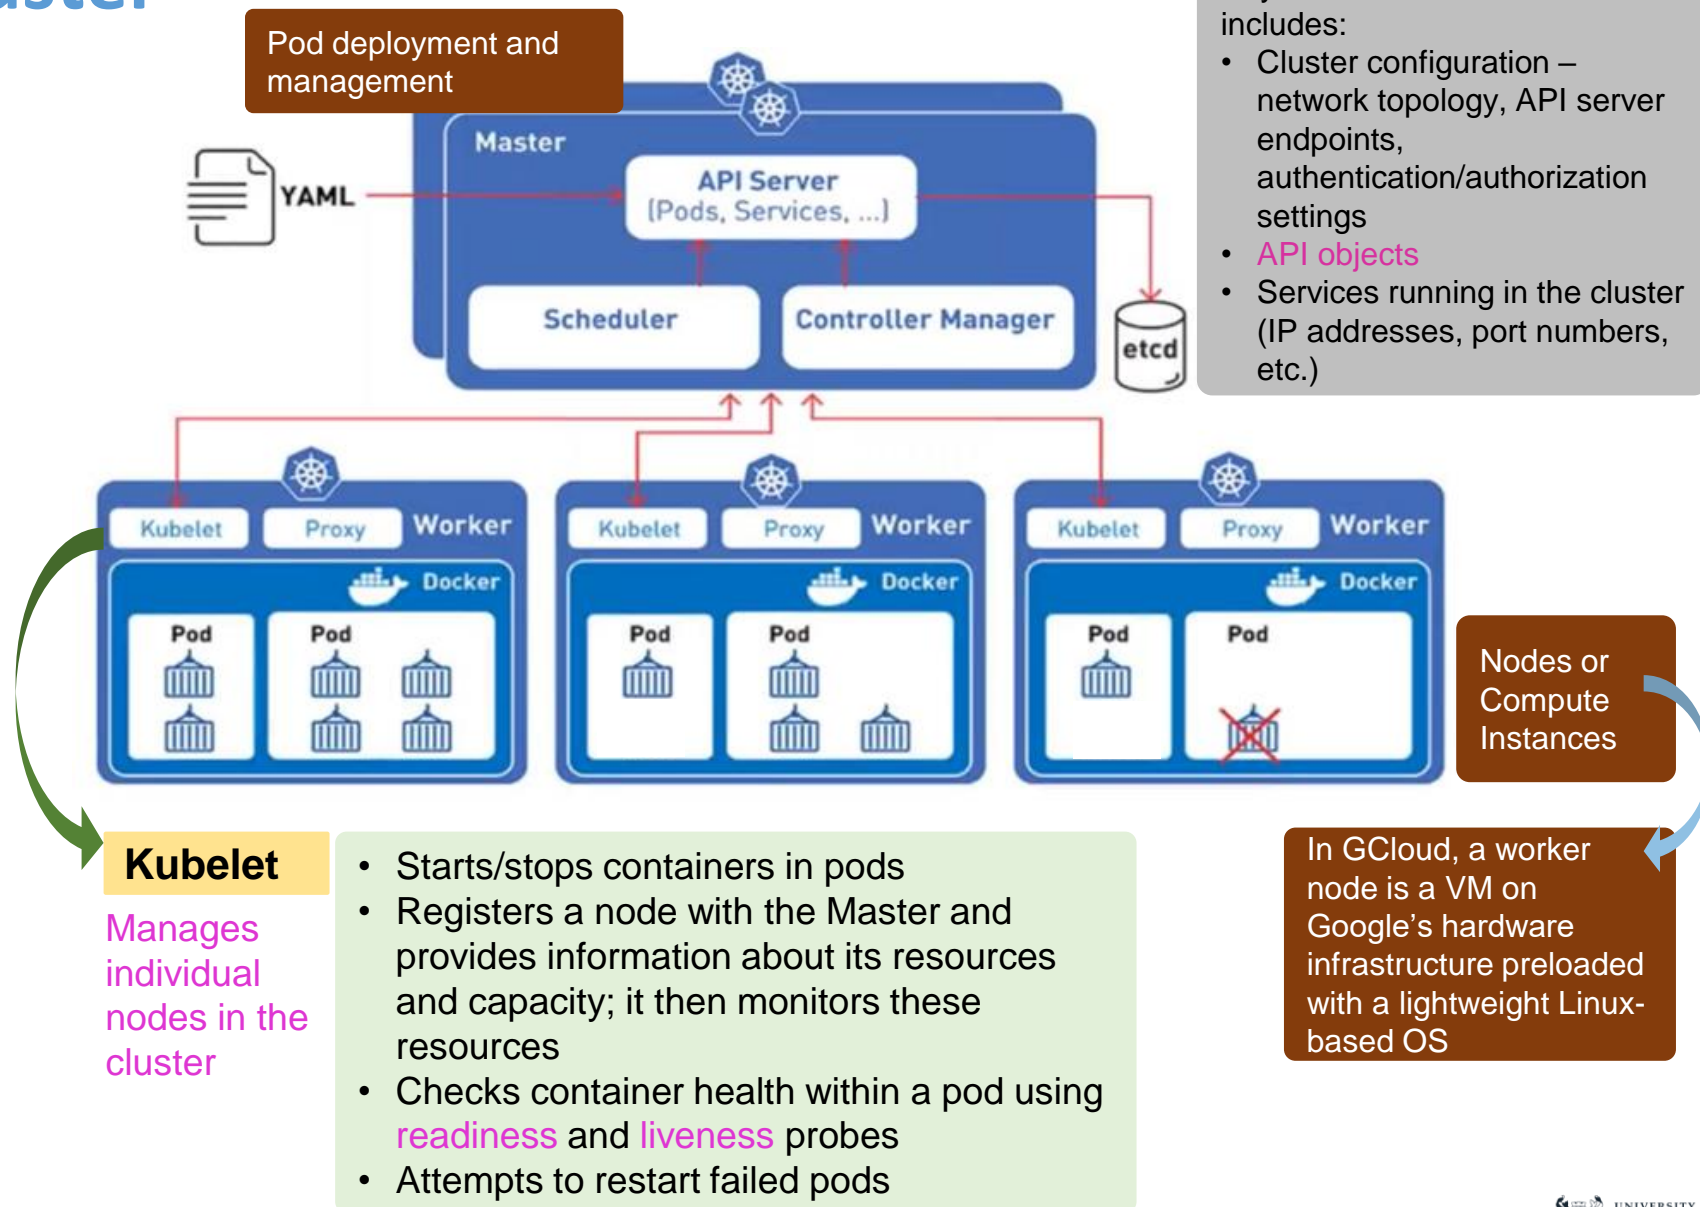 Pod deployment and
management
includes:
• Cluster configuration –
network topology, API server
endpoints,
authentication/authorization
settings
• API objects
• Services running in the cluster
(IP addresses, port numbers,
etc.)
YAML
Master
API Server
(Pods, Services, ...)
Scheduler
Controller Manager
etcd
Kubelet
Proxy
Worker
Docker
Pod
Pod
Kubelet
Proxy
Worker
Docker
Pod
Pod
Kubelet
Proxy
Worker
Docker
Pod
Pod
Nodes or
Compute
Instances
In GCloud, a worker
node is a VM on
Google’s hardware
infrastructure preloaded
with a lightweight Linux-
based OS
Kubelet
Manages
individual
nodes in the
cluster
• Starts/stops containers in pods
• Registers a node with the Master and
provides information about its resources
and capacity; it then monitors these
resources
• Checks container health within a pod using
readiness and liveness probes
• Attempts to restart failed pods
UNIVERSITY